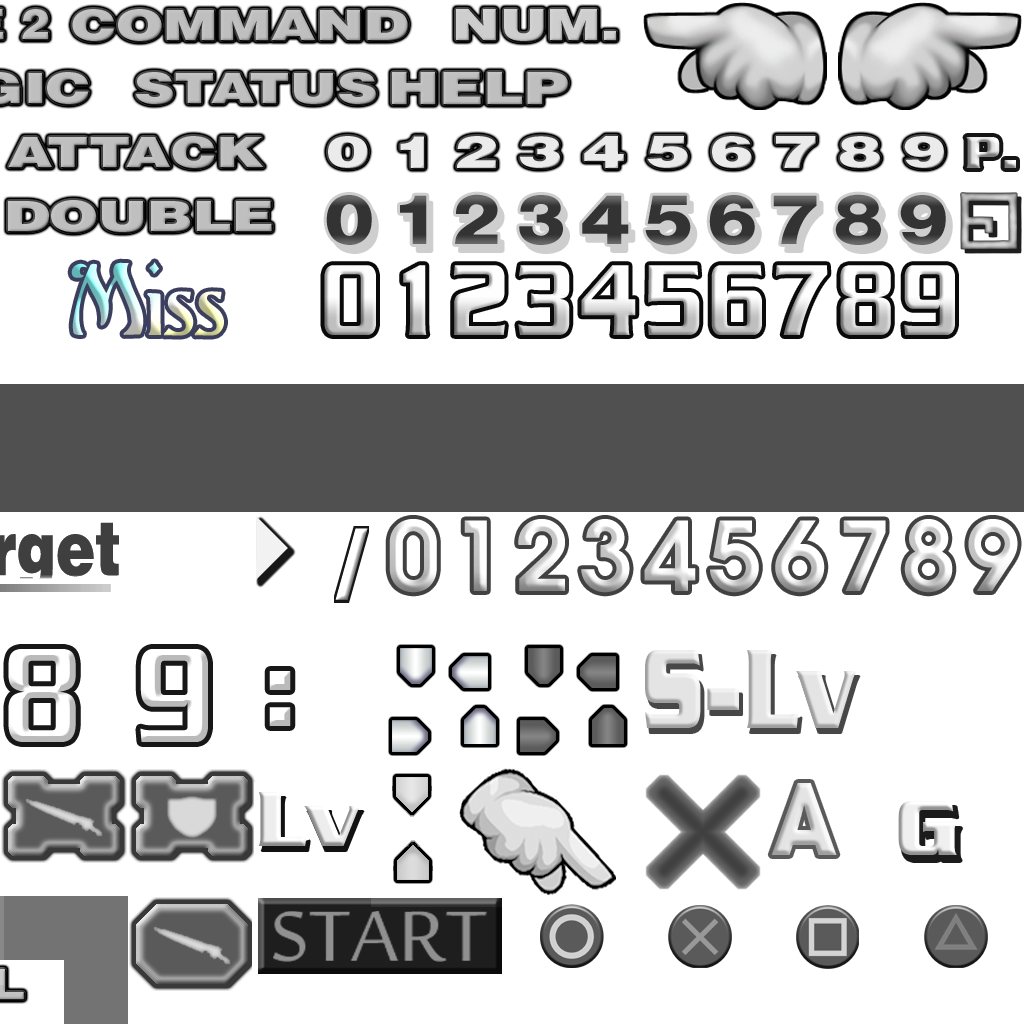 E 2 COMMAND NUM.
GIC STATUS HELP
ATTACK 0 1 2 3 4 5 6 7 8 9 P.
DOUBLE 0 1 2 3 4 5 6 7 8 9
Miss 0 1 2 3 4 5 6 7 8 9
rget / 0 1 2 3 4 5 6 7 8 9
8 9 : S-Lv
Lv A G
START
L